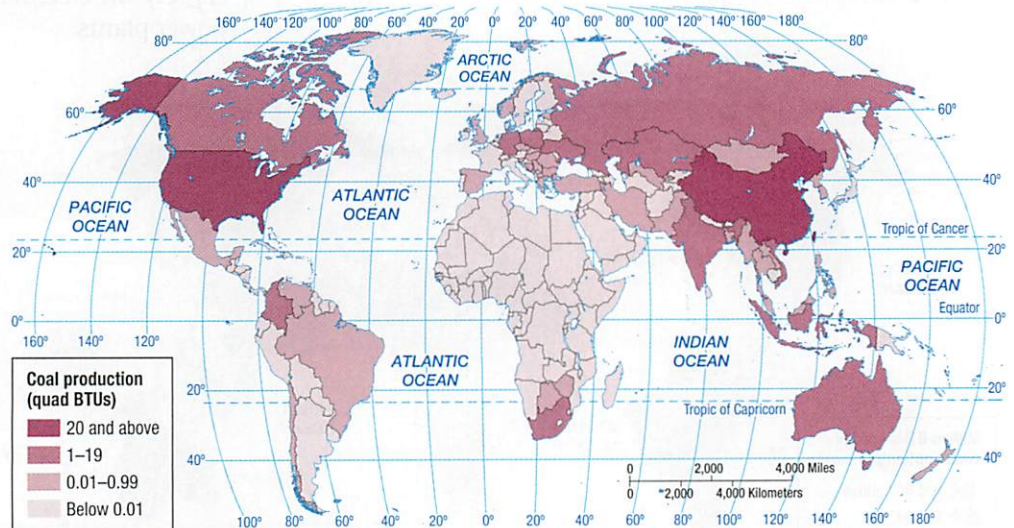 160° 140° 120° 100° 80° 60° 40° 20° 0° 20° 40° 60° 80° 100° 120° 140° 160° 180°
80° 80°
ARCTIC
OCEAN
60° 60°
40° 40°
PACIFIC
OCEAN
ATLANTIC
OCEAN
Tropic of Cancer
20° 20°
PACIFIC
OCEAN
Equator
0° 0°
160° 140° 120°
INDIAN
OCEAN
ATLANTIC
OCEAN
Coal production
(quad BTUs)
20 and above
1–19
0.01–0.99
Below 0.01
20° 20°
Tropic of Capricorn
40° 40°
0 2,000 4,000 Miles
0 2,000 4,000 Kilometers
100° 80° 60° 40° 20° 0° 20° 40° 60° 80° 100° 120° 140° 160° 180°